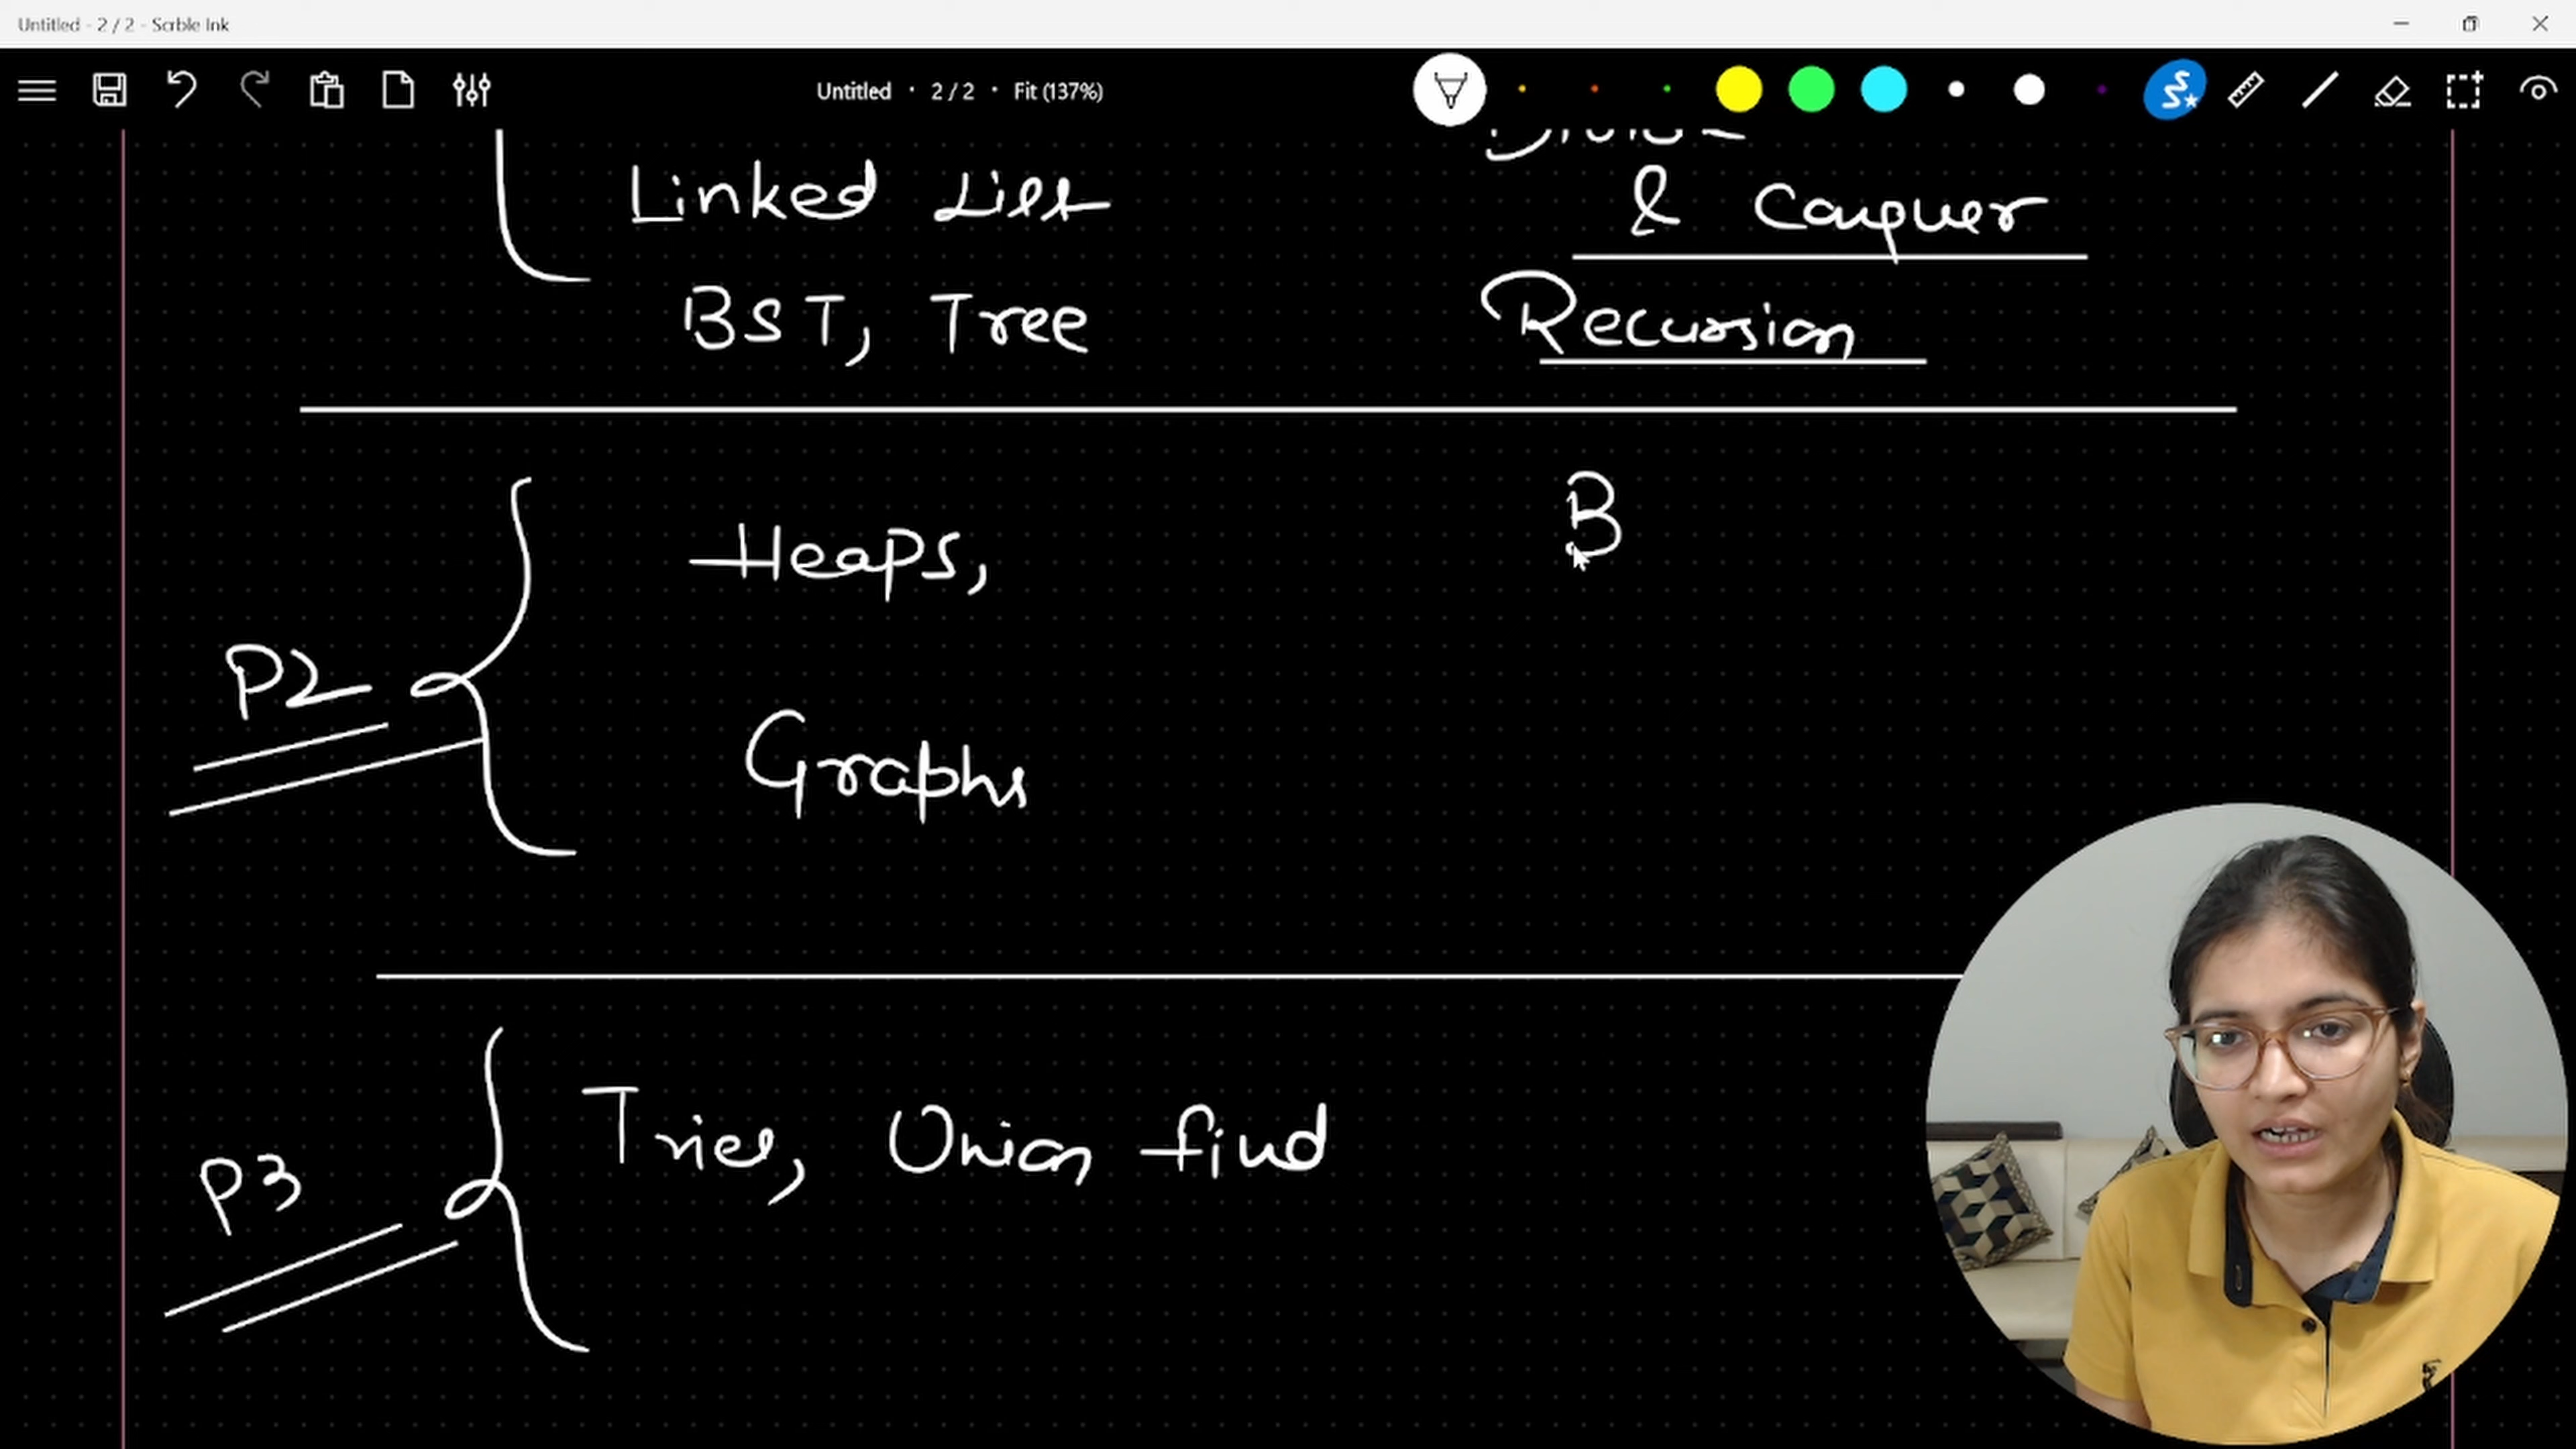 Untitled - 2 / 2 - Scrble Ink
Untitled • 2 / 2 • Fit (137%)
Linked List
& Conquer
BST, Tree
Recursion
B
Heaps,
P2
Graphs
Tries, Union find
P3